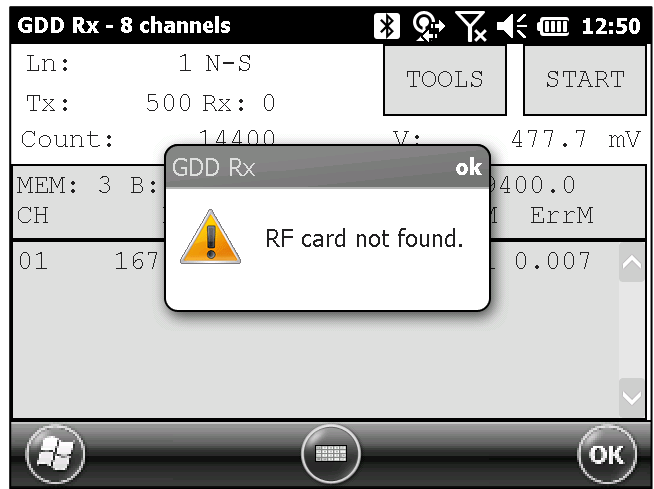 GDD Rx - 8 channels 12:50
Ln: 1 N-S
TOOLS START
Tx: 500 Rx: 0
Count: 14400 V: 477.7 mV
GDD Rx ok
MEM: 3 B: 9400.0
CH ErrM
RF card not found.
01 167 0.007
OK